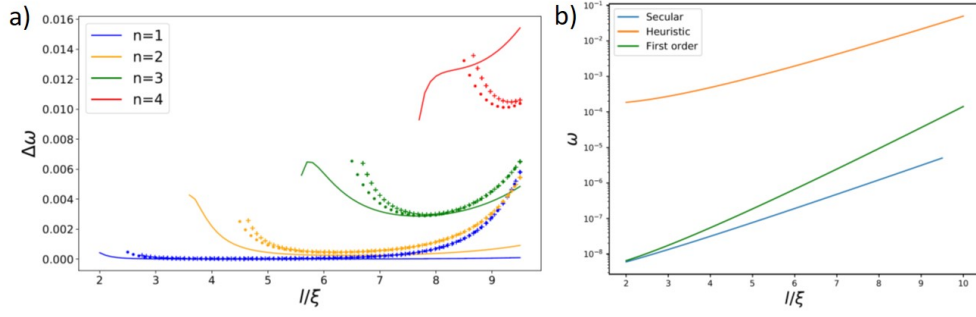 a)
0.016
0.014
0.012
0.010
0.008
0.006
0.004
0.002
0.000
Δω
n=1
n=2
n=3
n=4
2 3 4 5 6 7 8 9
l/ξ
b)
10⁻¹
10⁻²
10⁻³
10⁻⁴
10⁻⁵
10⁻⁶
10⁻⁷
10⁻⁸
ω
Secular
Heuristic
First order
2 3 4 5 6 7 8 9 10
l/ξ